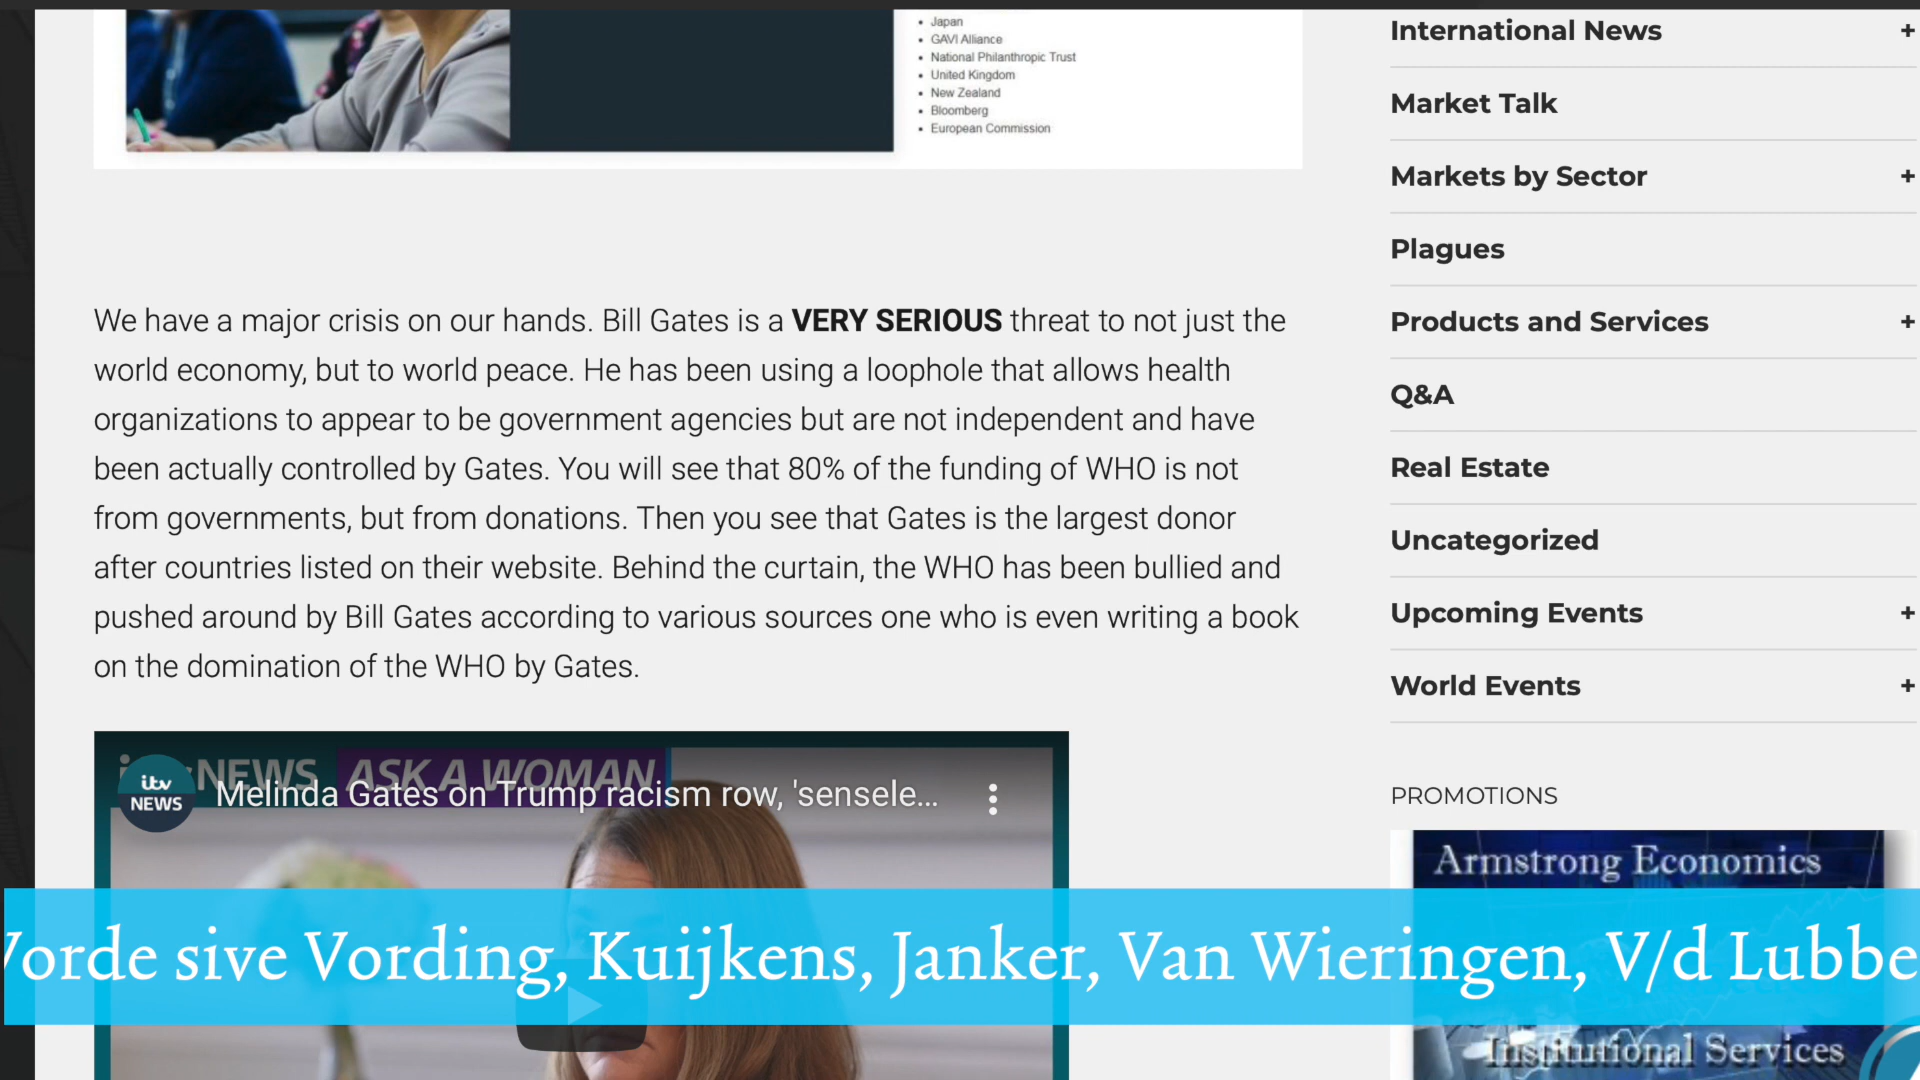 Japan
GAVI Alliance
National Philanthropic Trust
United Kingdom
New Zealand
Bloomberg
European Commission
We have a major crisis on our hands. Bill Gates is a VERY SERIOUS threat to not just the
world economy, but to world peace. He has been using a loophole that allows health
organizations to appear to be government agencies but are not independent and have
been actually controlled by Gates. You will see that 80% of the funding of WHO is not
from governments, but from donations. Then you see that Gates is the largest donor
after countries listed on their website. Behind the curtain, the WHO has been bullied and
pushed around by Bill Gates according to various sources one who is even writing a book
on the domination of the WHO by Gates.
itv NEWS ASK A WOMAN
itv
NEWS
Melinda Gates on Trump racism row, 'sensele...
International News +
Market Talk
Markets by Sector +
Plagues
Products and Services +
Q&A
Real Estate
Uncategorized
Upcoming Events +
World Events +
PROMOTIONS
Armstrong Economics
Institutional Services
Vorde sive Vording, Kuijkens, Janker, Van Wieringen, V/d Lubbe